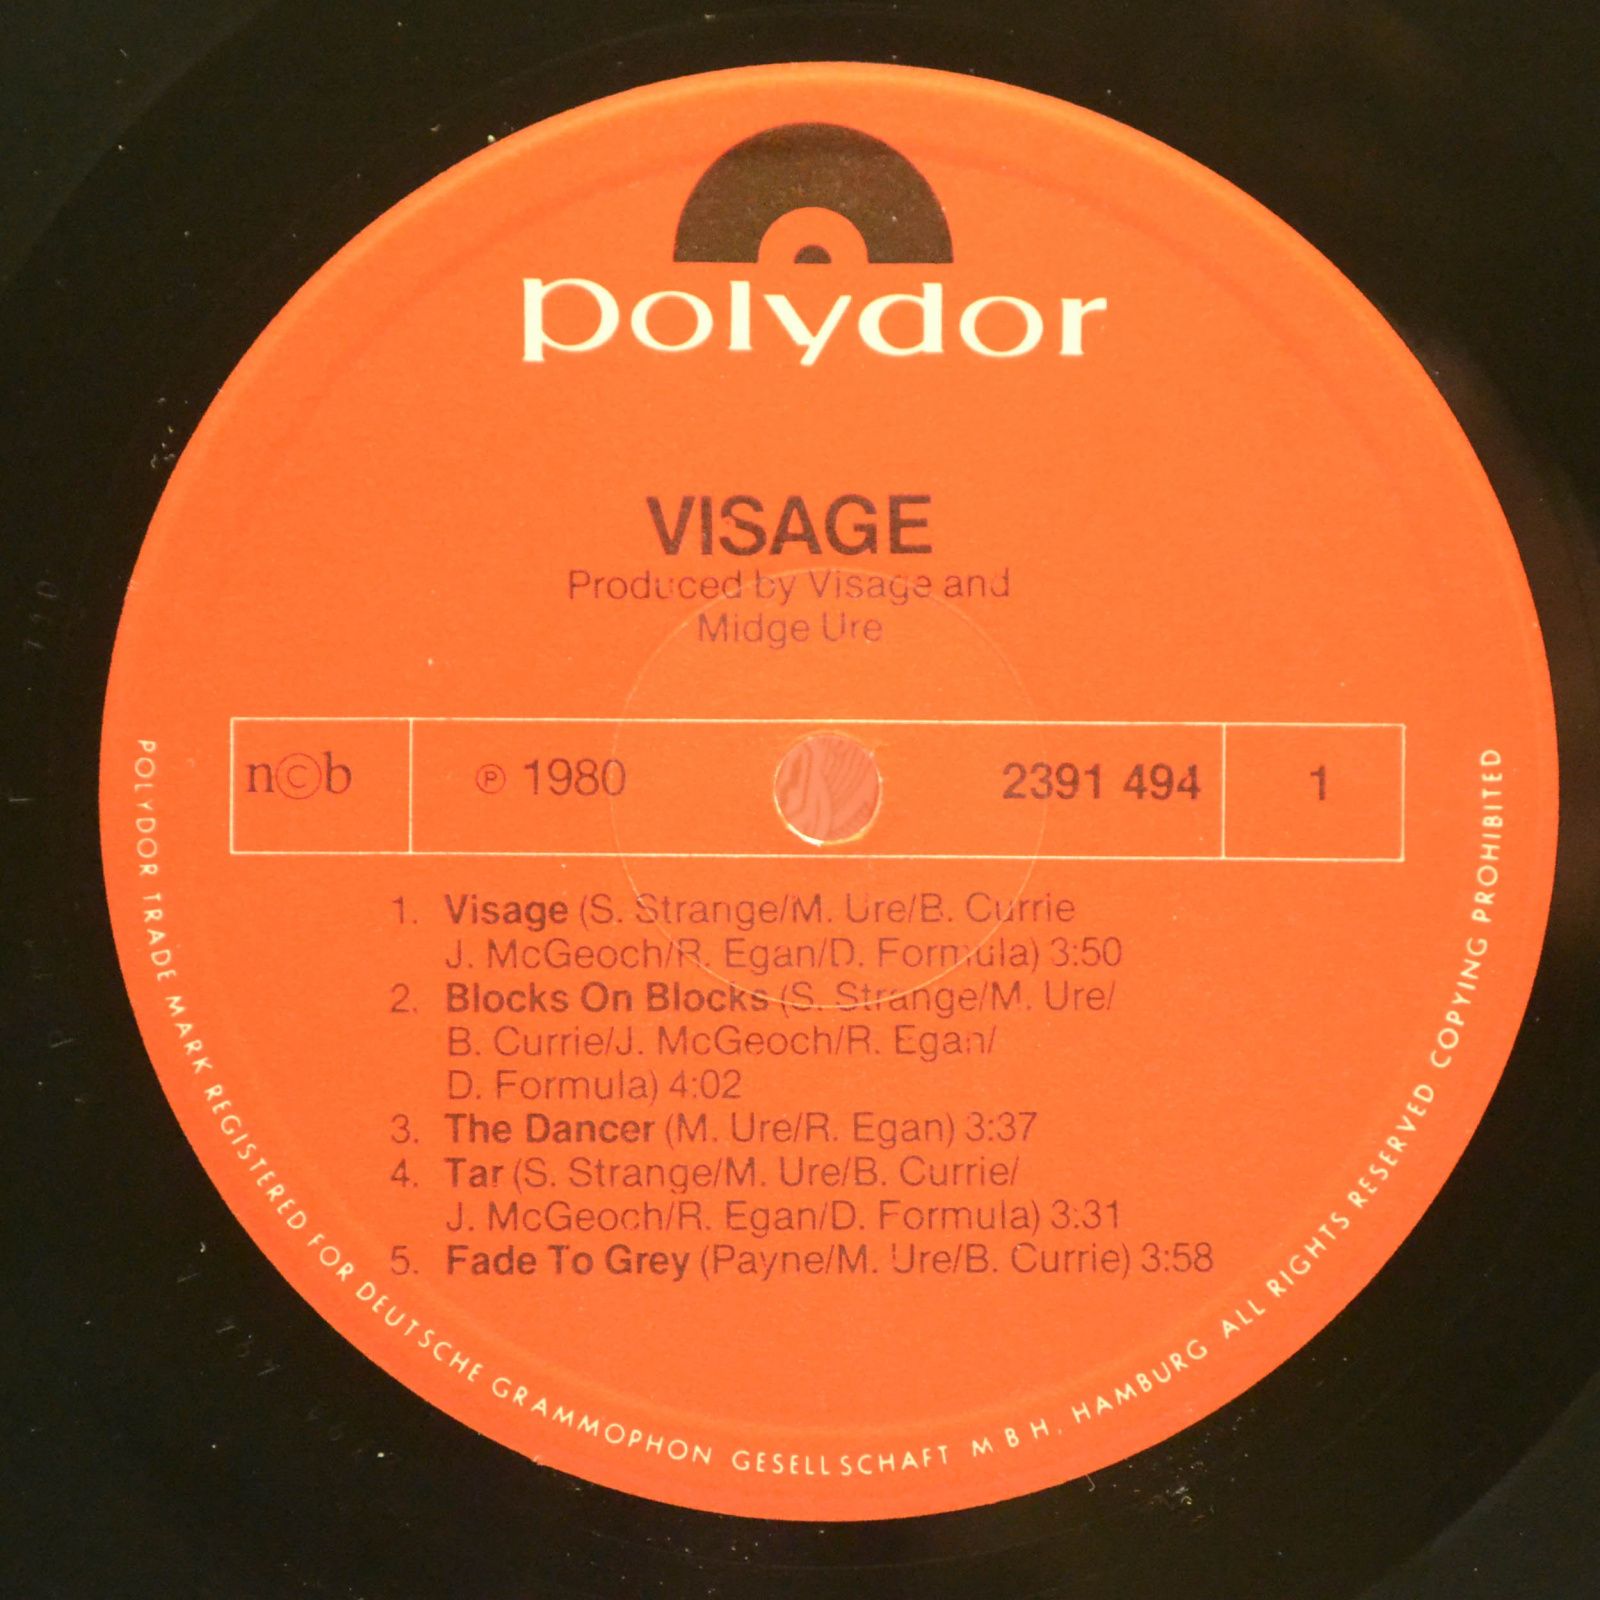 polydor
VISAGE
Produced by Visage and
Midge Ure
n©b ℗ 1980 2391 494 1
1. Visage (S. Strange/M. Ure/B. Currie
J. McGeoch/R. Egan/D. Formula) 3:50
2. Blocks On Blocks (S. Strange/M. Ure/
B. Currie/J. McGeoch/R. Egan/
D. Formula) 4:02
3. The Dancer (M. Ure/R. Egan) 3:37
4. Tar (S. Strange/M. Ure/B. Currie/
J. McGeoch/R. Egan/D. Formula) 3:31
5. Fade To Grey (Payne/M. Ure/B. Currie) 3:58
POLYDOR TRADE MARK REGISTERED FOR DEUTSCHE GRAMMOPHON GESELLSCHAFT M B H, HAMBURG ALL RIGHTS RESERVED COPYING PROHIBITED